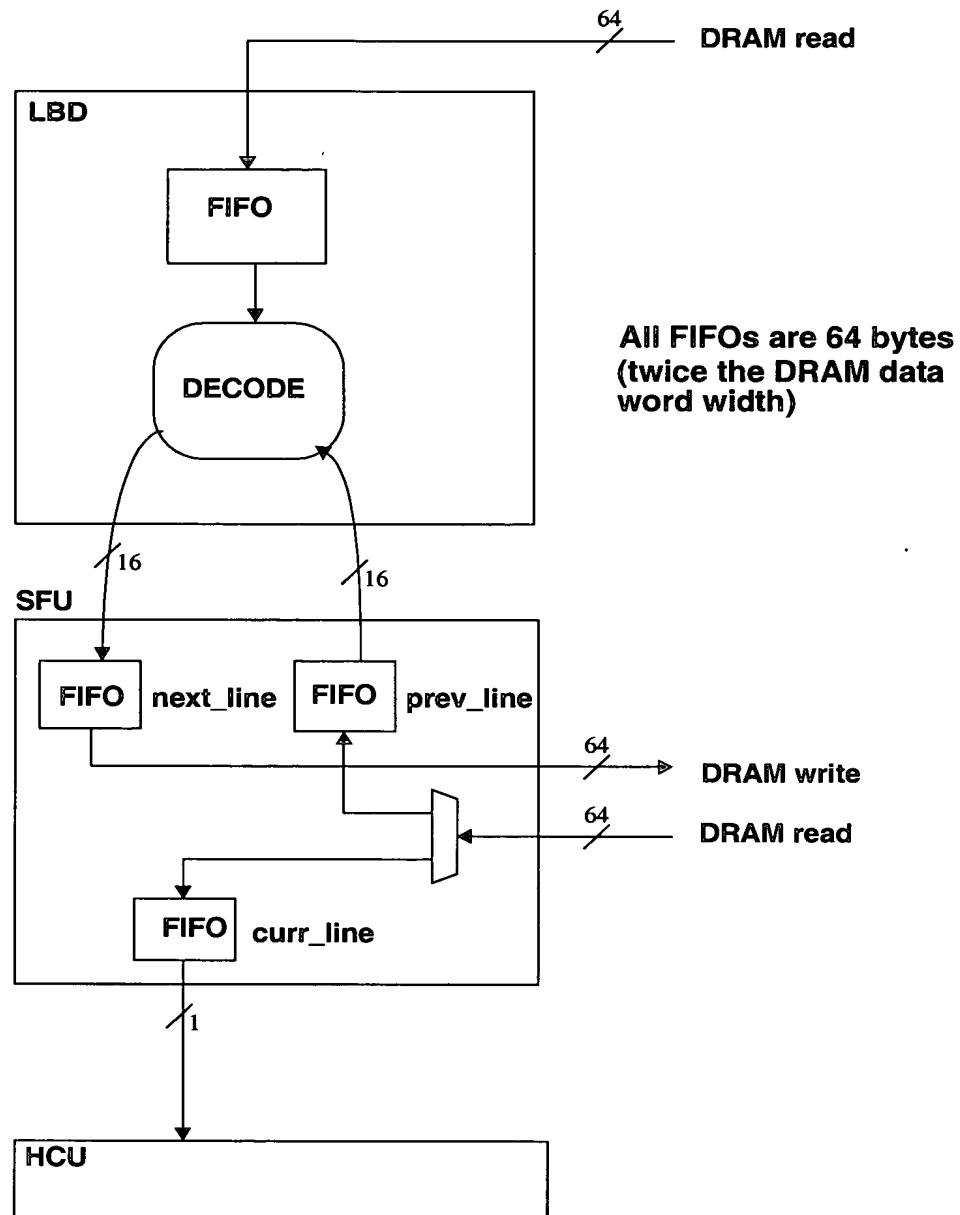 64
DRAM read
LBD
FIFO
DECODE
All FIFOs are 64 bytes
(twice the DRAM data
word width)
16
16
SFU
FIFO
next_line
FIFO
prev_line
64
DRAM write
64
DRAM read
FIFO
curr_line
1
HCU